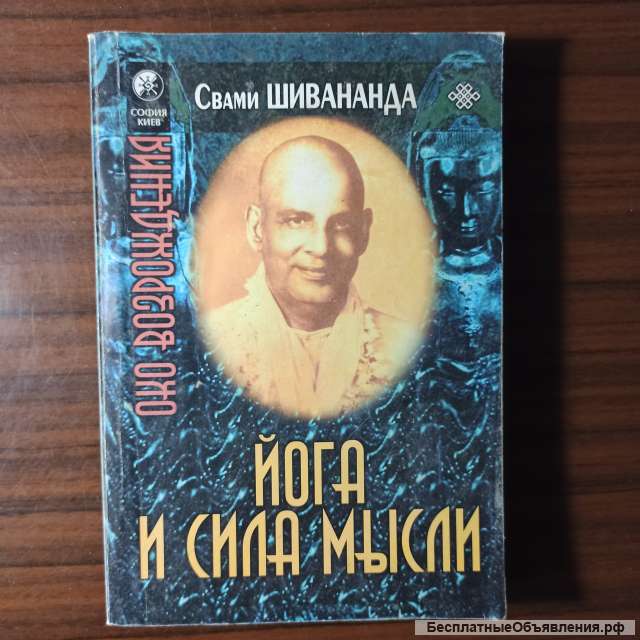 СОФИЯ
КИЕВ
Свами ШИВАНАНДА
ОКО ВОЗРОЖДЕНИЯ
ЙОГА
И СИЛА МЫСЛИ
БесплатныеОбъявления.рф